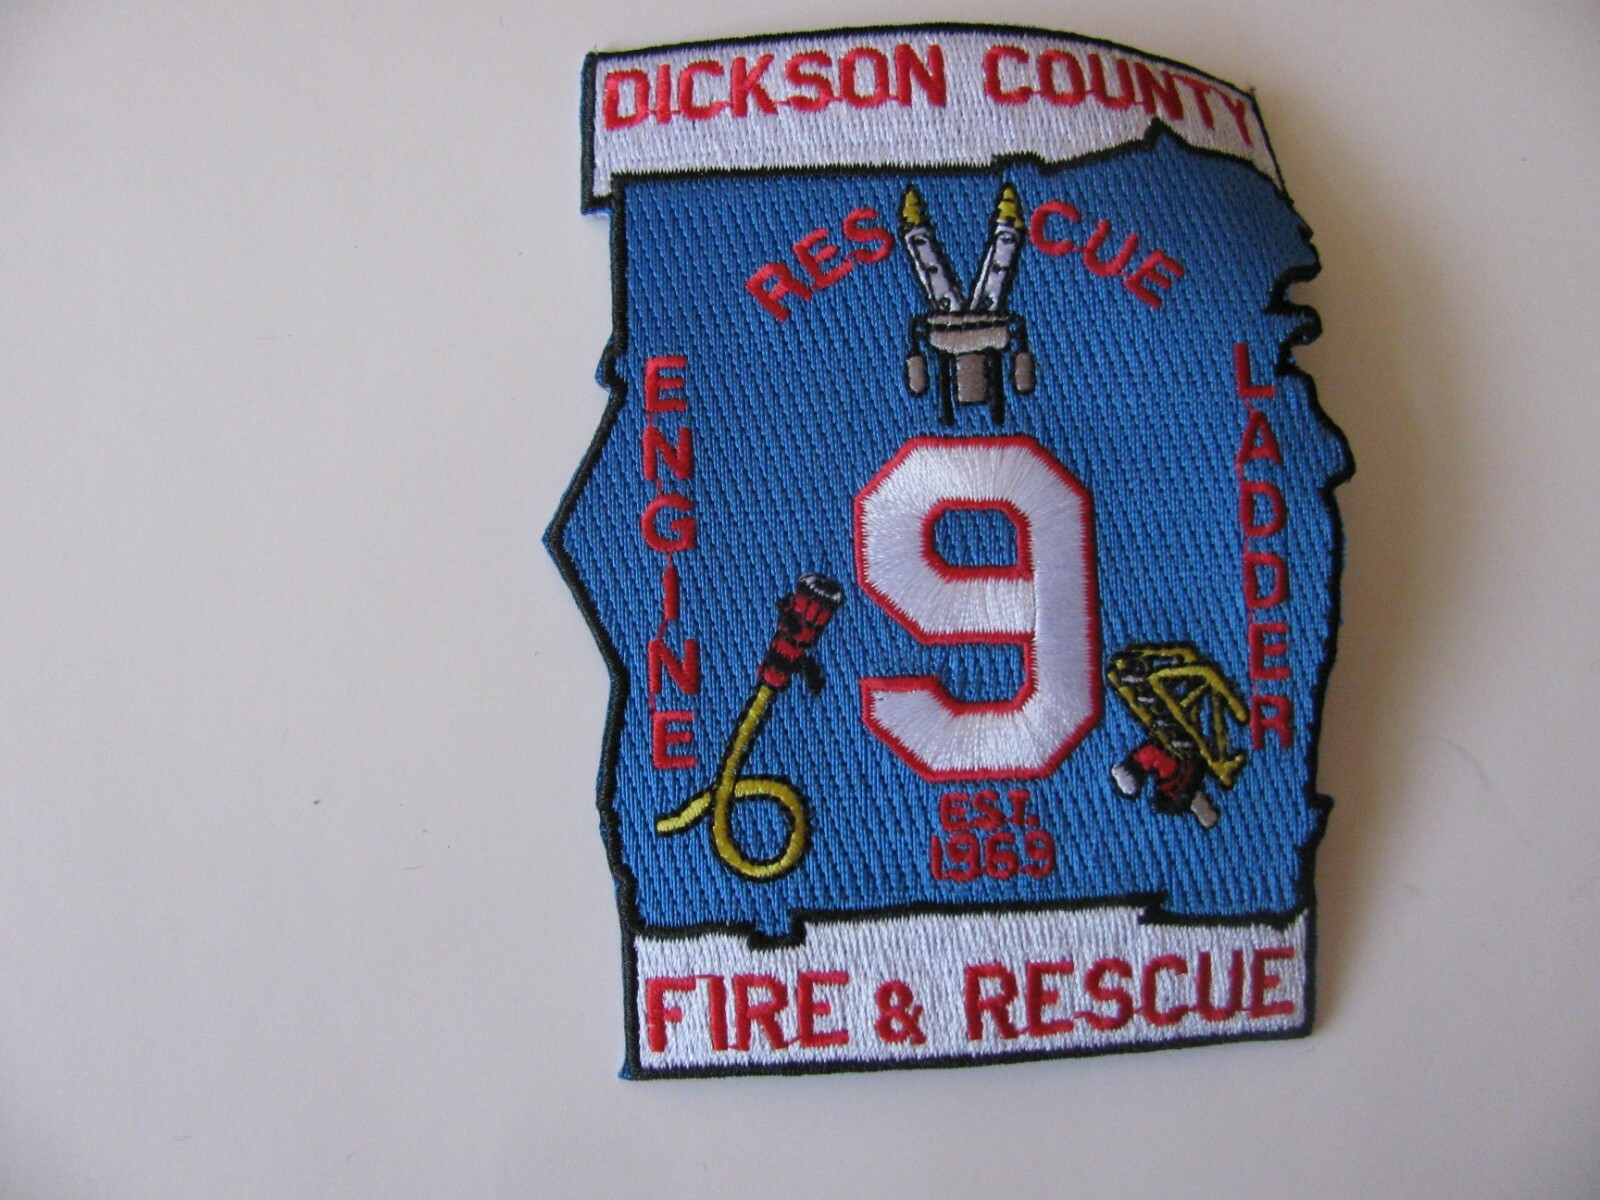 DICKSON COUNTY
RESCUE
ENGINE
LADDER
9
EST.
1969
FIRE & RESCUE